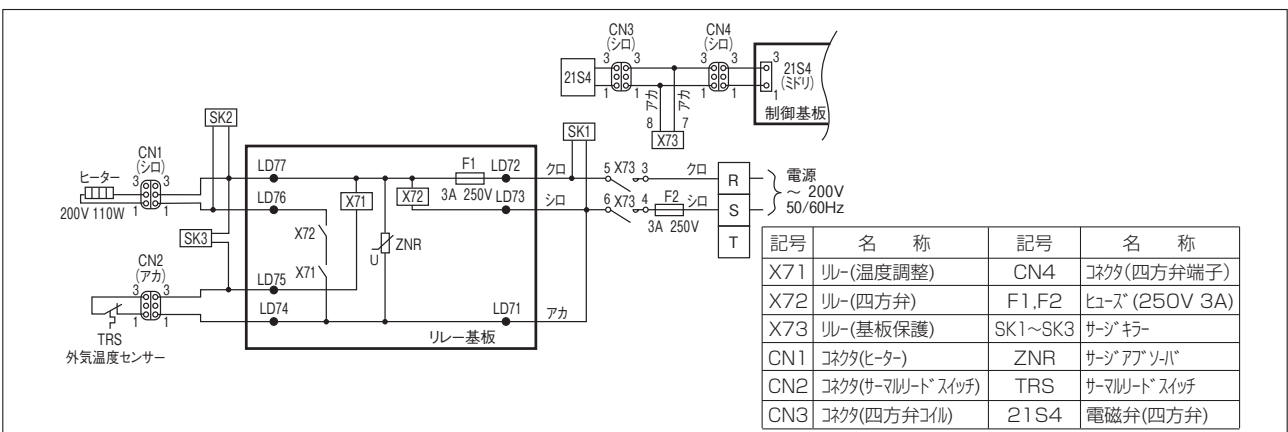 CN3
(シロ)
CN4
(シロ)
3 3
3 3
3
21S4
21S4
(ミドリ)
1 1
1 1
1
制御基板
アカ
アカ
8
7
X73
SK2
SK1
CN1
(シロ)
ヒーター
3 3
1 1
200V 110W
LD77
F1
LD72
クロ
5 X73 3
クロ
R
電源
~ 200V
50/60Hz
3A 250V
LD76
X71
X72
LD73
シロ
6 X73 4
F2
シロ
S
3A 250V
T
X72
SK3
ZNR
U
CN2
(アカ)
X71
3 3
1 1
LD75
LD74
LD71
アカ
TRS
外気温度センサー
リレー基板
記号 名 称 記号 名 称
X71 リレー(温度調整) CN4 コネクタ(四方弁端子)
X72 リレー(四方弁) F1,F2 ヒューズ(250V 3A)
X73 リレー(基板保護) SK1~SK3 サージキラー
CN1 コネクタ(ヒーター) ZNR サージアブソーバ
CN2 コネクタ(サーマルリードスイッチ) TRS サーマルリードスイッチ
CN3 コネクタ(四方弁コイル) 21S4 電磁弁(四方弁)